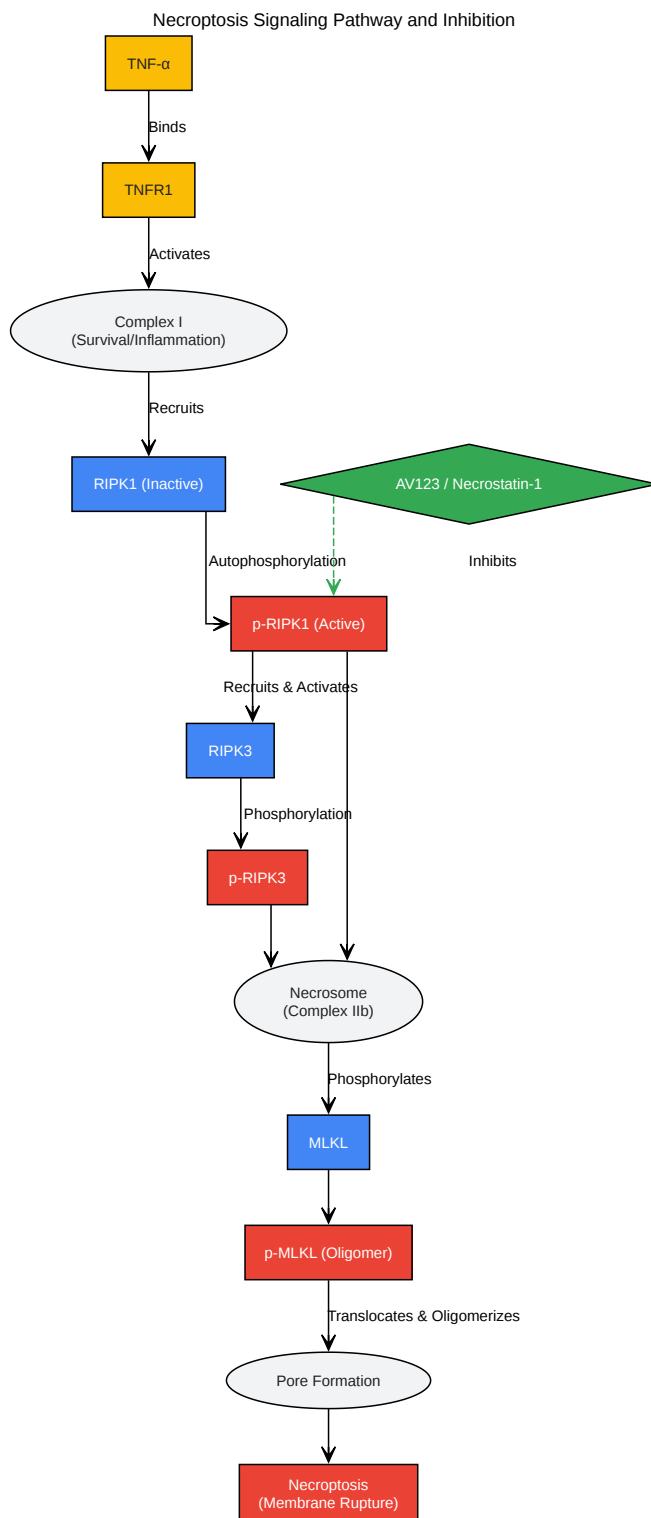 Necroptosis Signaling Pathway and Inhibition
TNF-α
Binds
TNFR1
Activates
Complex I
(Survival/Inflammation)
Recruits
RIPK1 (Inactive)
AV123 / Necrostatin-1
Autophosphorylation
Inhibits
p-RIPK1 (Active)
Recruits & Activates
RIPK3
Phosphorylation
p-RIPK3
Necrosome
(Complex IIb)
Phosphorylates
MLKL
p-MLKL (Oligomer)
Translocates & Oligomerizes
Pore Formation
Necroptosis
(Membrane Rupture)